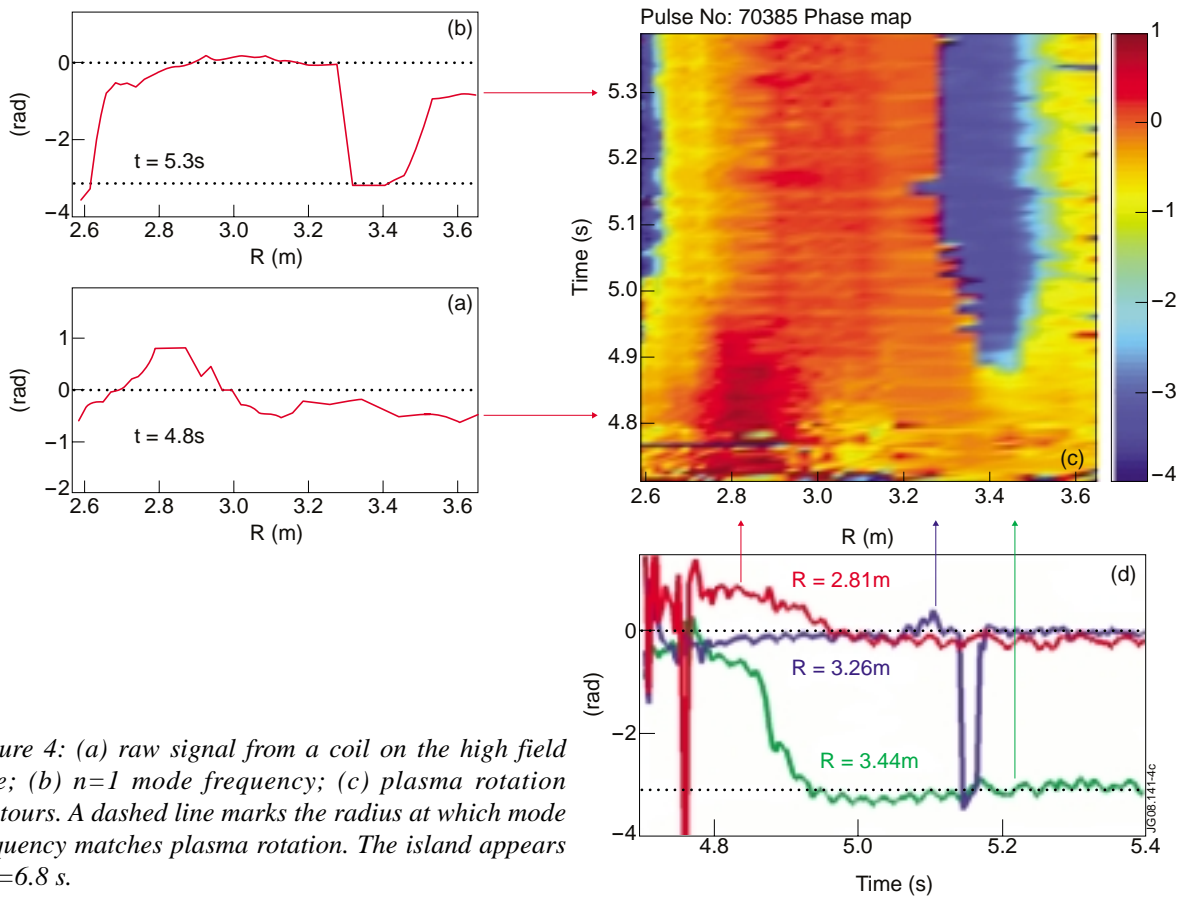 (b)
0
−2
−4
(rad)
t = 5.3s
2.6 2.8 3.0 3.2 3.4 3.6
R (m)
(a)
1
0
−1
−2
(rad)
t = 4.8s
2.6 2.8 3.0 3.2 3.4 3.6
R (m)
Pulse No: 70385 Phase map
5.3
5.2
5.1
5.0
4.9
4.8
Time (s)
(c)
2.6 2.8 3.0 3.2 3.4 3.6
R (m)
1
0
−1
−2
−3
−4
(d)
R = 2.81m
R = 3.26m
R = 3.44m
0
−2
−4
(rad)
4.8 5.0 5.2 5.4
Time (s)
JG08.141-4c
ure 4: (a) raw signal from a coil on the high field
e; (b) n=1 mode frequency; (c) plasma rotation
tours. A dashed line marks the radius at which mode
quency matches plasma rotation. The island appears
=6.8 s.